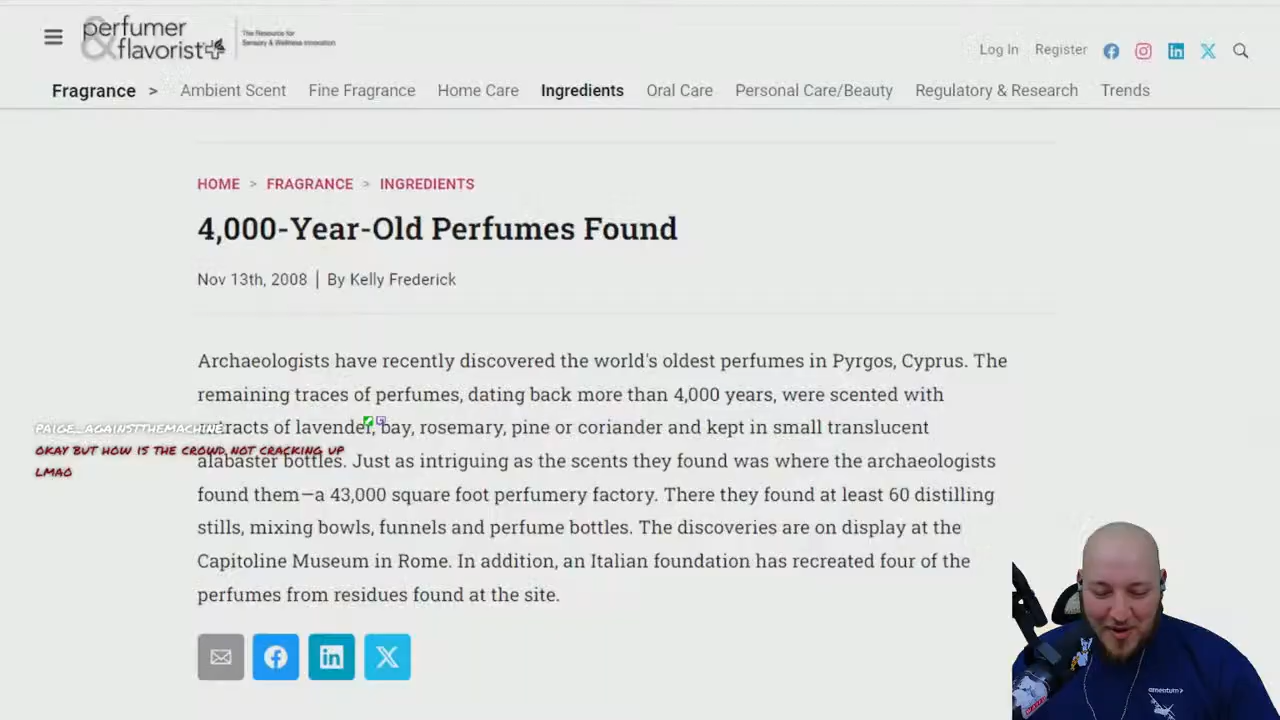 perfumer
&flavorist+
The Resource for
Sensory & Wellness Innovation
Log In Register
Fragrance > Ambient Scent Fine Fragrance Home Care Ingredients Oral Care Personal Care/Beauty Regulatory & Research Trends
HOME > FRAGRANCE > INGREDIENTS
4,000-Year-Old Perfumes Found
Nov 13th, 2008 | By Kelly Frederick
Archaeologists have recently discovered the world's oldest perfumes in Pyrgos, Cyprus. The
remaining traces of perfumes, dating back more than 4,000 years, were scented with
extracts of lavender, bay, rosemary, pine or coriander and kept in small translucent
alabaster bottles. Just as intriguing as the scents they found was where the archaeologists
found them—a 43,000 square foot perfumery factory. There they found at least 60 distilling
stills, mixing bowls, funnels and perfume bottles. The discoveries are on display at the
Capitoline Museum in Rome. In addition, an Italian foundation has recreated four of the
perfumes from residues found at the site.
PAIGE_AGAINSTTHEMACHINE:
OKAY BUT HOW IS THE CROWD NOT CRACKING UP
LMAO
amentum